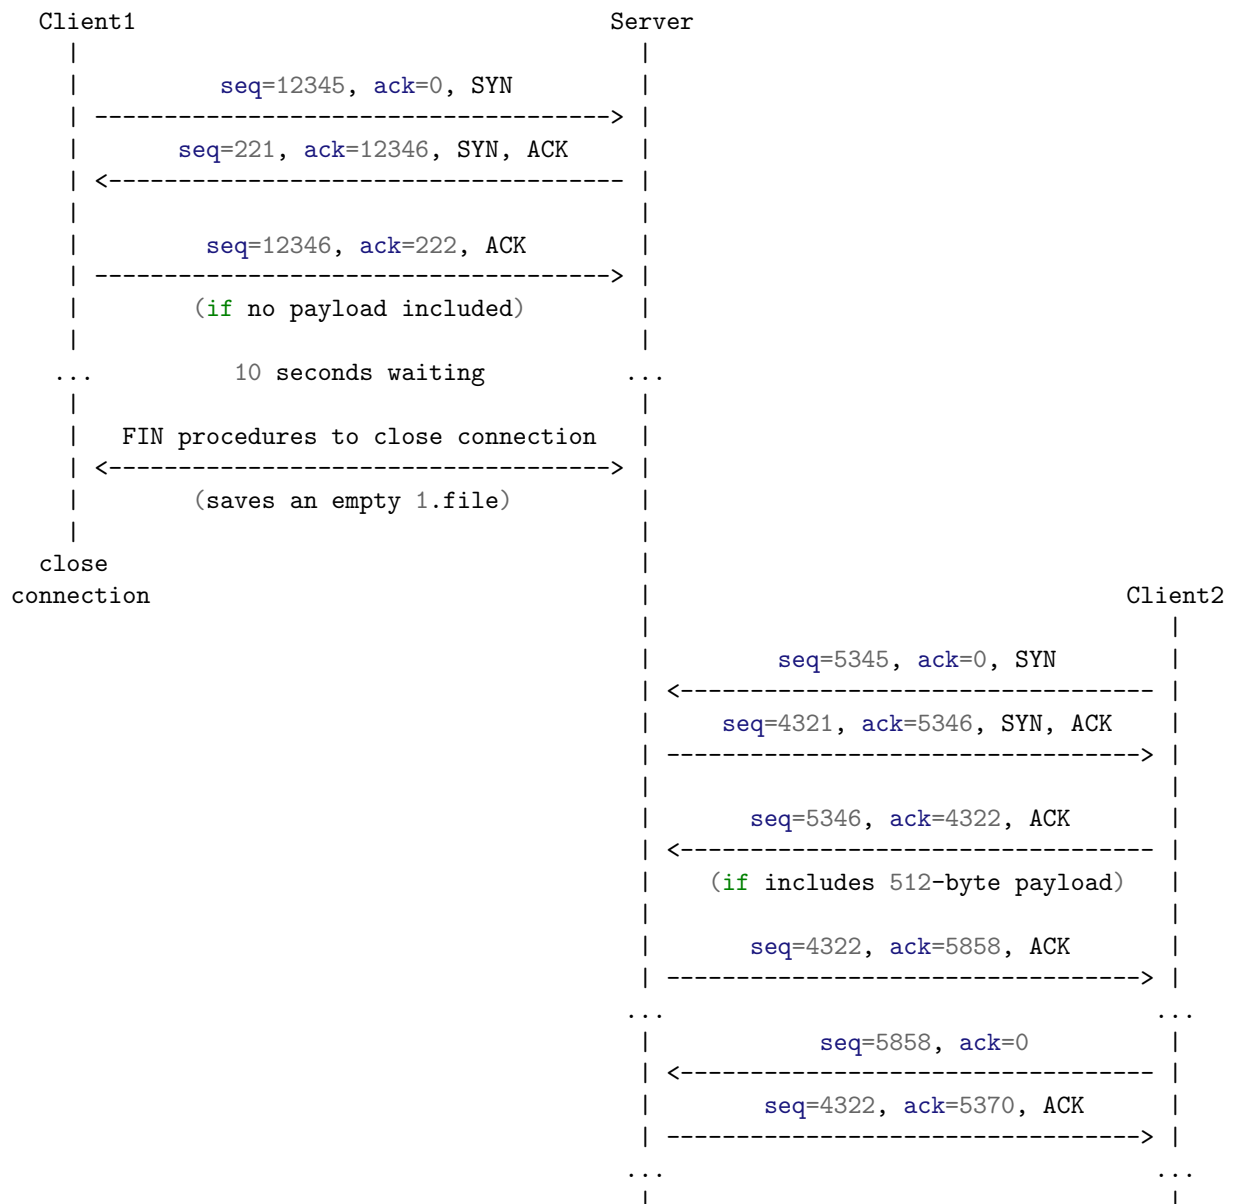 Client1 Server
| |
| seq=12345, ack=0, SYN |
| -------------------------------------> |
| seq=221, ack=12346, SYN, ACK |
| <------------------------------------- |
| |
| seq=12346, ack=222, ACK |
| -------------------------------------> |
| (if no payload included) |
| |
... 10 seconds waiting ...
| |
| FIN procedures to close connection |
| <------------------------------------> |
| (saves an empty 1.file) |
| |
close |
connection | Client2
| |
| seq=5345, ack=0, SYN |
| <---------------------------------- |
| seq=4321, ack=5346, SYN, ACK |
| ----------------------------------> |
| |
| seq=5346, ack=4322, ACK |
| <---------------------------------- |
| (if includes 512-byte payload) |
| |
| seq=4322, ack=5858, ACK |
| ----------------------------------> |
... ...
| seq=5858, ack=0 |
| <---------------------------------- |
| seq=4322, ack=5370, ACK |
| ----------------------------------> |
... ...
| |